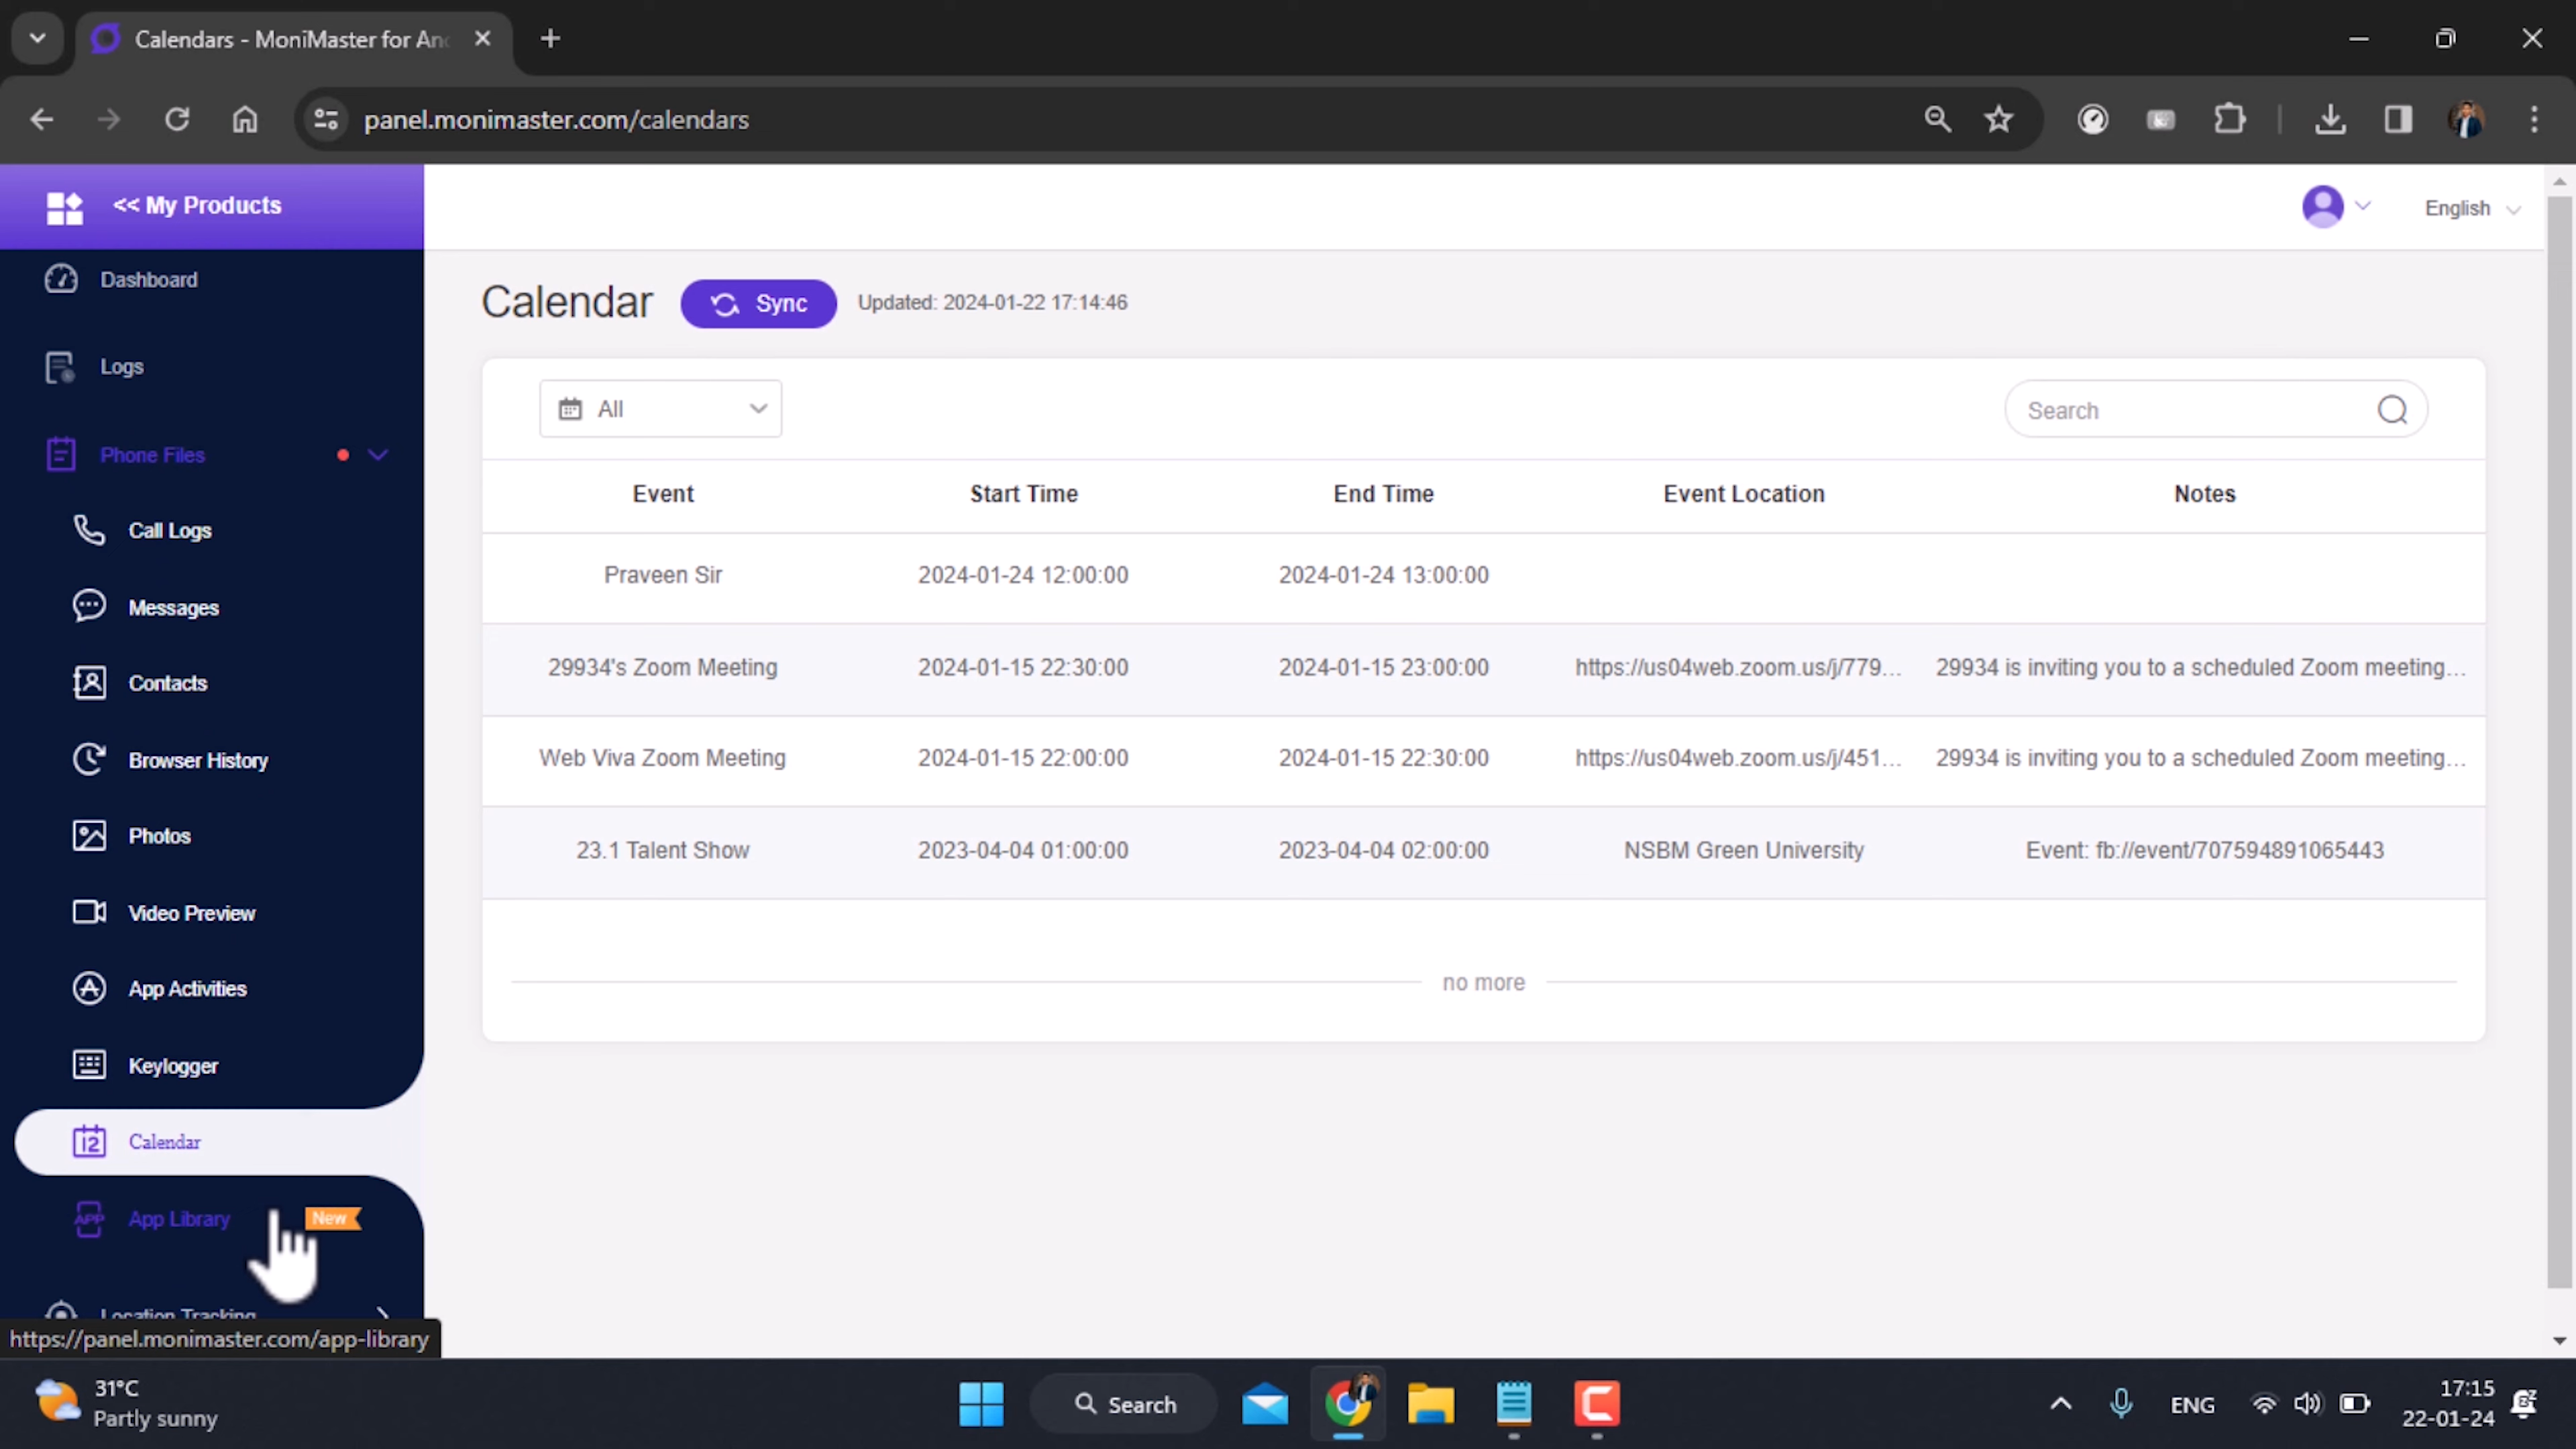 Calendars - MoniMaster for And
panel.monimaster.com/calendars
<< My Products
English
Dashboard
Logs
Phone Files
Call Logs
Messages
Contacts
Browser History
Photos
Video Preview
App Activities
Keylogger
12 Calendar
APP App Library New
Location Tracking
https://panel.monimaster.com/app-library
Calendar Sync Updated: 2024-01-22 17:14:46
All Search
Event Start Time End Time Event Location Notes
Praveen Sir 2024-01-24 12:00:00 2024-01-24 13:00:00
29934's Zoom Meeting 2024-01-15 22:30:00 2024-01-15 23:00:00 https://us04web.zoom.us/j/779... 29934 is inviting you to a scheduled Zoom meeting...
Web Viva Zoom Meeting 2024-01-15 22:00:00 2024-01-15 22:30:00 https://us04web.zoom.us/j/451... 29934 is inviting you to a scheduled Zoom meeting...
23.1 Talent Show 2023-04-04 01:00:00 2023-04-04 02:00:00 NSBM Green University Event: fb://event/707594891065443
no more
31°C
Partly sunny
Search
ENG
17:15
22-01-24